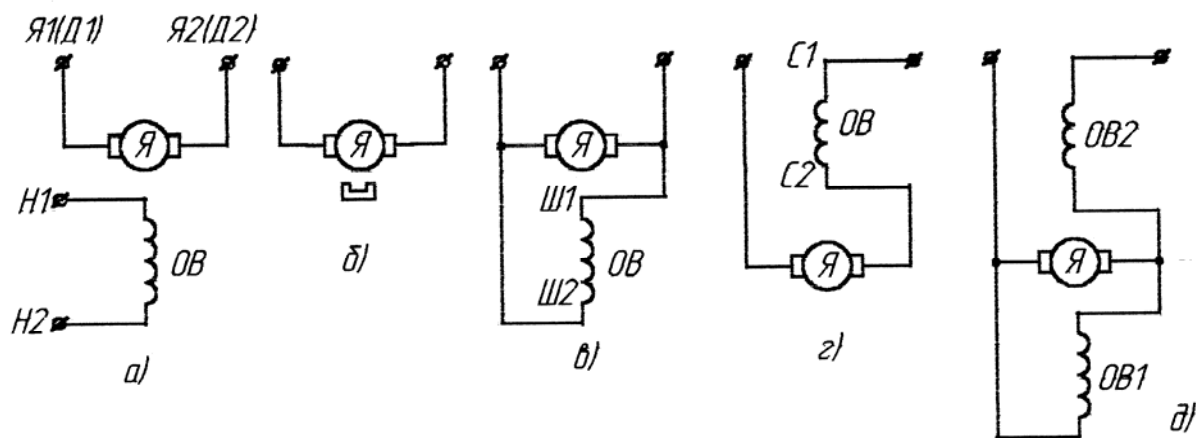 Я1(Д1) Я2(Д2)
Я
Н1
ОВ
Н2
а)
Я
б)
Я
Ш1
ОВ
Ш2
в)
С1
ОВ
С2
Я
г)
ОВ2
Я
ОВ1
д)